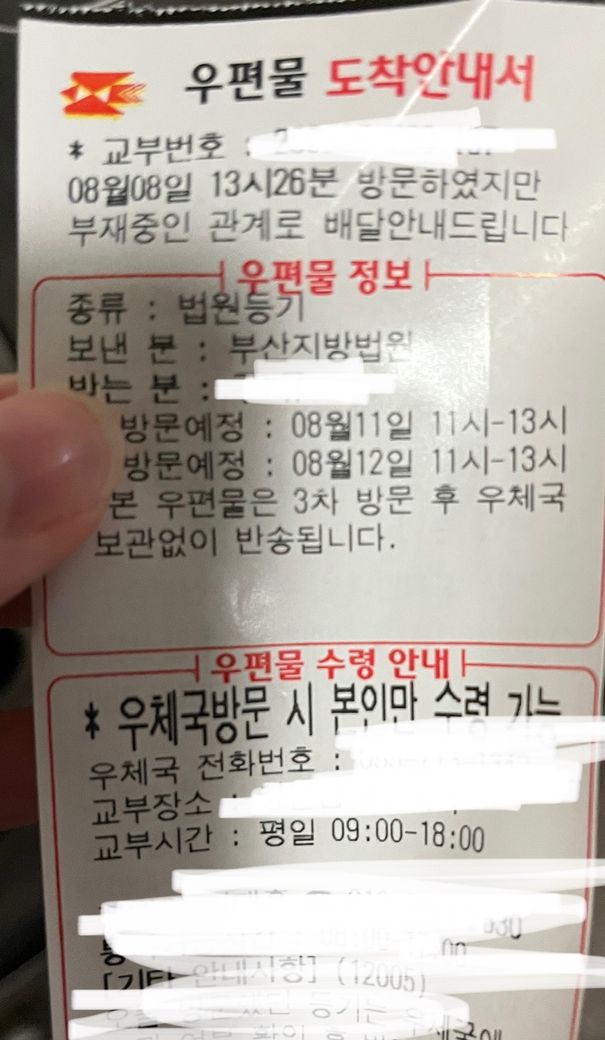 우편물 도착안내서
* 교부번호 :
08월08일 13시26분 방문하였지만
부재중인 관계로 배달안내드립니다
우편물 정보
종류 : 법원등기
보낸 분 : 부산지방법원
받는 분 :
방문예정 : 08월11일 11시-13시
방문예정 : 08월12일 11시-13시
본 우편물은 3차 방문 후 우체국
보관없이 반송됩니다.
우편물 수령 안내
* 우체국방문 시 본인만 수령 가능
우체국 전화번호 :
교부장소 :
교부시간 : 평일 09:00-18:00
[기타 안내사항] (12005)
등기는